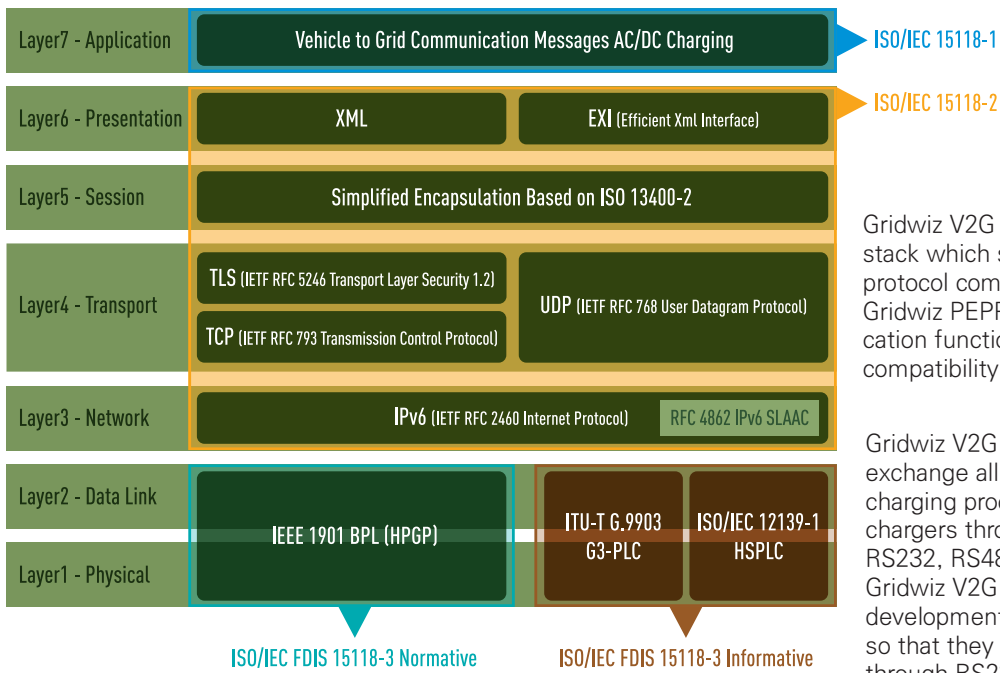 Layer7 - Application
Vehicle to Grid Communication Messages AC/DC Charging
ISO/IEC 15118-1
Layer6 - Presentation
XML
EXI (Efficient Xml Interface)
ISO/IEC 15118-2
Layer5 - Session
Simplified Encapsulation Based on ISO 13400-2
Layer4 - Transport
TLS (IETF RFC 5246 Transport Layer Security 1.2)
TCP (IETF RFC 793 Transmission Control Protocol)
UDP (IETF RFC 768 User Datagram Protocol)
Layer3 - Network
IPv6 (IETF RFC 2460 Internet Protocol)
RFC 4862 IPv6 SLAAC
Layer2 - Data Link
Layer1 - Physical
IEEE 1901 BPL (HPGP)
ITU-T G.9903
G3-PLC
ISO/IEC 12139-1
HSPLC
ISO/IEC FDIS 15118-3 Normative
ISO/IEC FDIS 15118-3 Informative
Gridwiz V2G
stack which s
protocol com
Gridwiz PEPP
cation functio
compatibility
Gridwiz V2G
exchange all
charging proc
chargers thro
RS232, RS48
Gridwiz V2G
development
so that they
through RS2